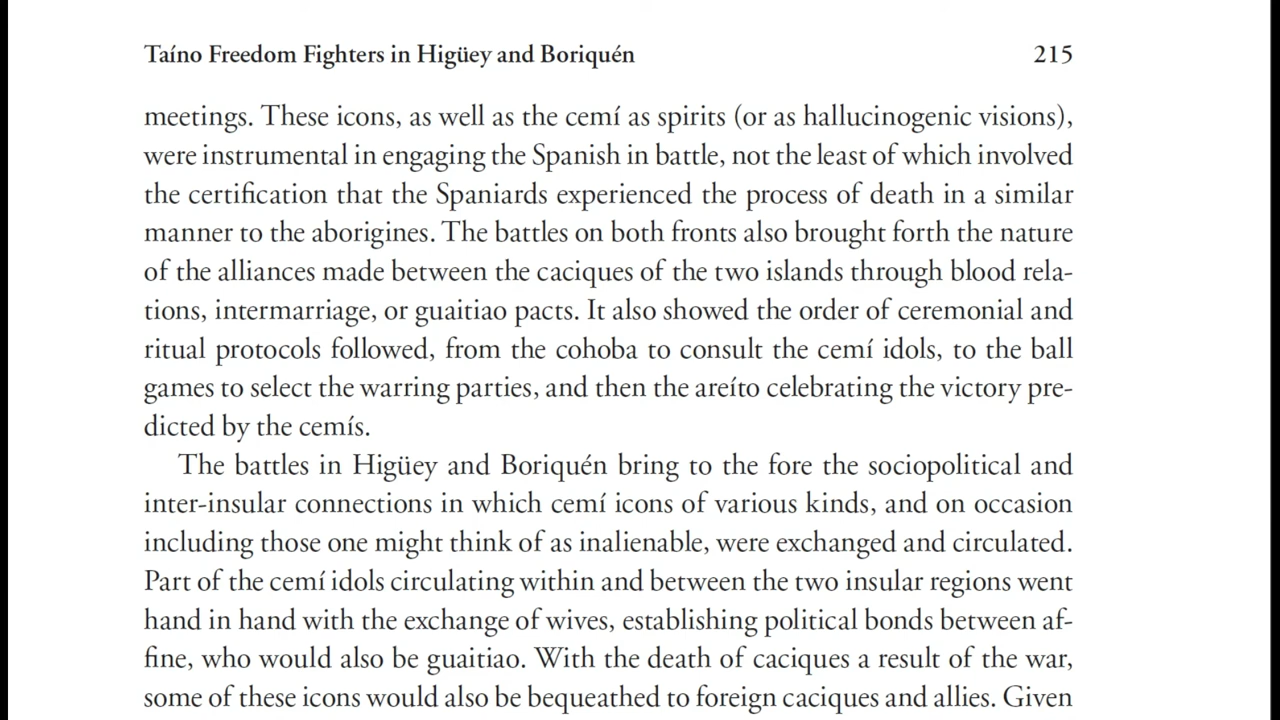 Taíno Freedom Fighters in Higüey and Boriquén 215
meetings. These icons, as well as the cemí as spirits (or as hallucinogenic visions),
were instrumental in engaging the Spanish in battle, not the least of which involved
the certification that the Spaniards experienced the process of death in a similar
manner to the aborigines. The battles on both fronts also brought forth the nature
of the alliances made between the caciques of the two islands through blood rela-
tions, intermarriage, or guaitiao pacts. It also showed the order of ceremonial and
ritual protocols followed, from the cohoba to consult the cemí idols, to the ball
games to select the warring parties, and then the areíto celebrating the victory pre-
dicted by the cemís.
The battles in Higüey and Boriquén bring to the fore the sociopolitical and
inter-insular connections in which cemí icons of various kinds, and on occasion
including those one might think of as inalienable, were exchanged and circulated.
Part of the cemí idols circulating within and between the two insular regions went
hand in hand with the exchange of wives, establishing political bonds between af-
fine, who would also be guaitiao. With the death of caciques a result of the war,
some of these icons would also be bequeathed to foreign caciques and allies. Given